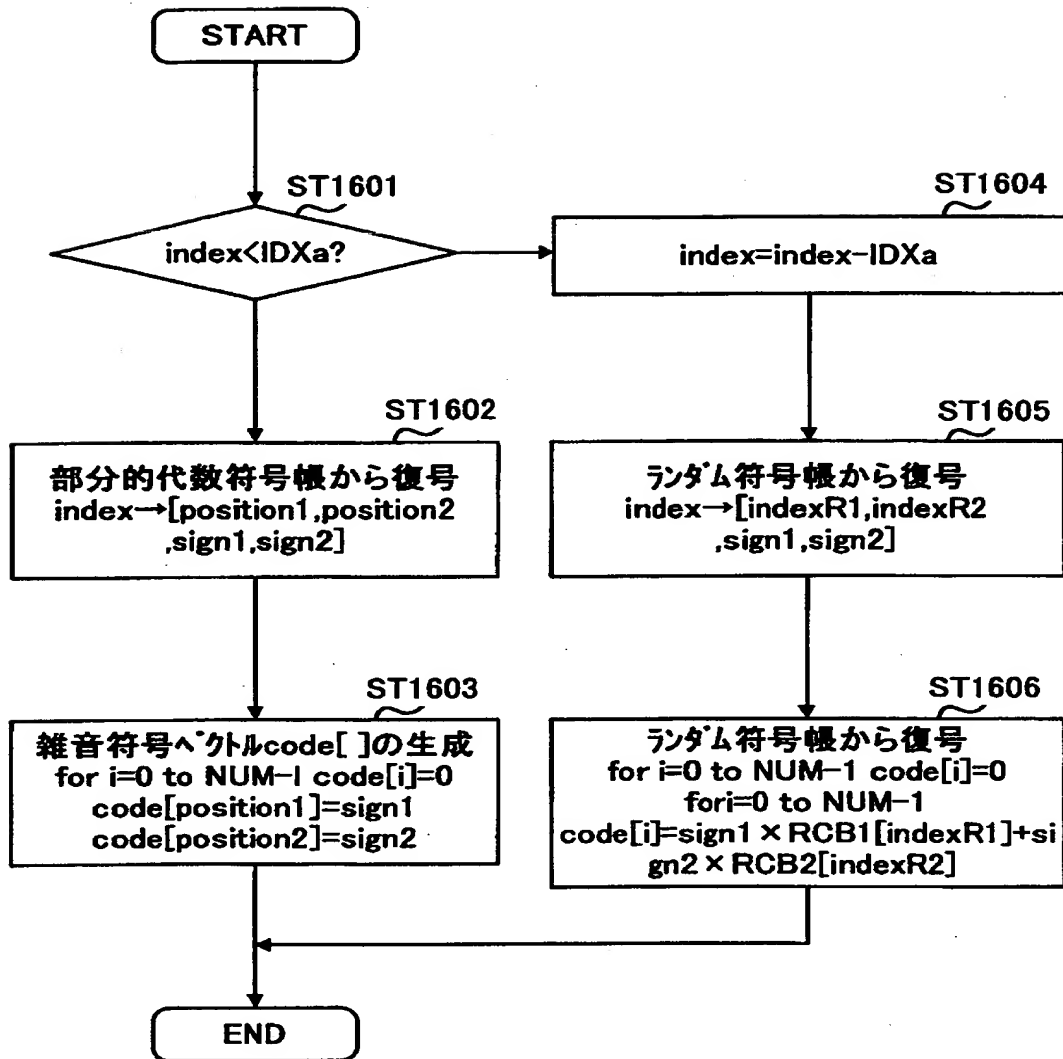 START
ST1601
index<IDXa?
ST1604
index=index-IDXa
ST1602
部分的代数符号帳から復号
index→[position1,position2
,sign1,sign2]
ST1605
ランダム符号帳から復号
index→[indexR1,indexR2
,sign1,sign2]
ST1603
雑音符号ベクトルcode[ ]の生成
for i=0 to NUM-I code[i]=0
code[position1]=sign1
code[position2]=sign2
ST1606
ランダム符号帳から復号
for i=0 to NUM-1 code[i]=0
fori=0 to NUM-1
code[i]=sign1×RCB1[indexR1]+si
gn2×RCB2[indexR2]
END